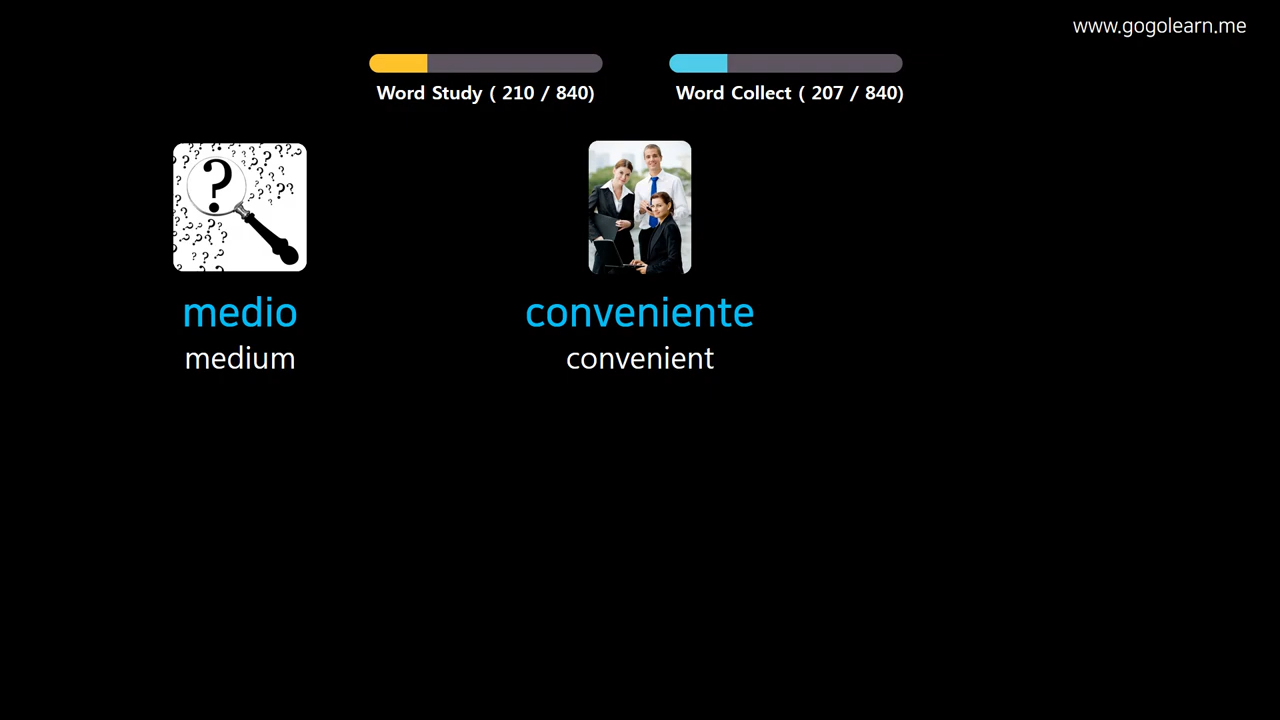 www.gogolearn.me
Word Study ( 210 / 840)
Word Collect ( 207 / 840)
medio
medium
conveniente
convenient